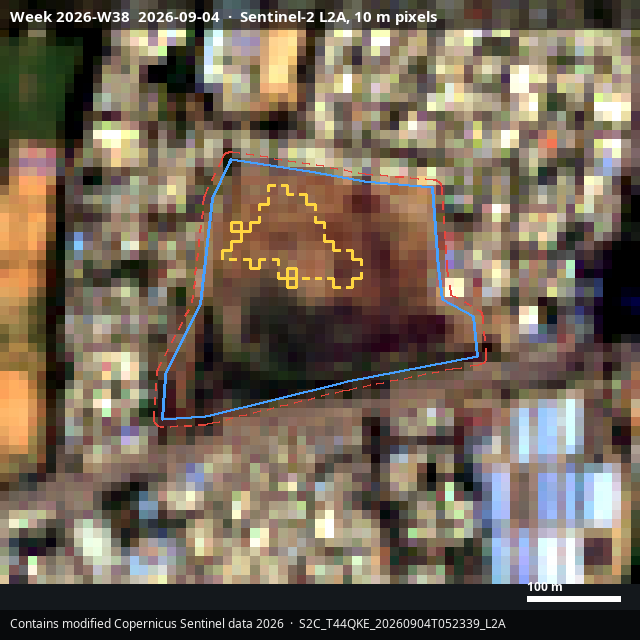 Week 2026-W38  2026-09-04  ·  Sentinel-2 L2A, 10 m pixels
100 m
Contains modified Copernicus Sentinel data 2026  ·  S2C_T44QKE_20260904T052339_L2A